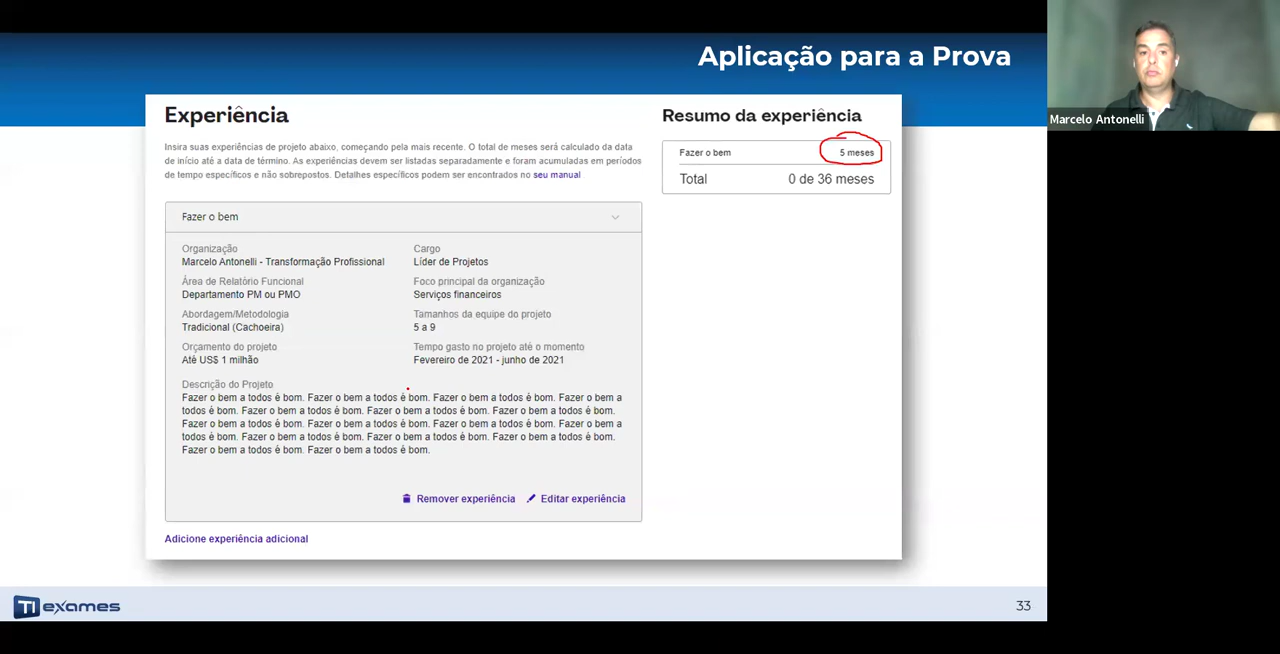 Aplicação para a Prova
Marcelo Antonelli
Experiência
Insira suas experiências de projeto abaixo, começando pela mais recente. O total de meses será calculado da data
de início até a data de término. As experiências devem ser listadas separadamente e foram acumuladas em períodos
de tempo específicos e não sobrepostos. Detalhes específicos podem ser encontrados no seu manual
Resumo da experiência
Fazer o bem 5 meses
Total 0 de 36 meses
Fazer o bem
Organização
Marcelo Antonelli - Transformação Profissional
Cargo
Líder de Projetos
Área de Relatório Funcional
Departamento PM ou PMO
Foco principal da organização
Serviços financeiros
Abordagem/Metodologia
Tradicional (Cachoeira)
Tamanhos da equipe do projeto
5 a 9
Orçamento do projeto
Até US$ 1 milhão
Tempo gasto no projeto até o momento
Fevereiro de 2021 - junho de 2021
Descrição do Projeto
Fazer o bem a todos é bom. Fazer o bem a todos é bom. Fazer o bem a todos é bom. Fazer o bem a
todos é bom. Fazer o bem a todos é bom. Fazer o bem a todos é bom. Fazer o bem a todos é bom.
Fazer o bem a todos é bom. Fazer o bem a todos é bom. Fazer o bem a todos é bom. Fazer o bem a
todos é bom. Fazer o bem a todos é bom. Fazer o bem a todos é bom. Fazer o bem a todos é bom.
Fazer o bem a todos é bom. Fazer o bem a todos é bom.
Remover experiência Editar experiência
Adicione experiência adicional
TI exames
33